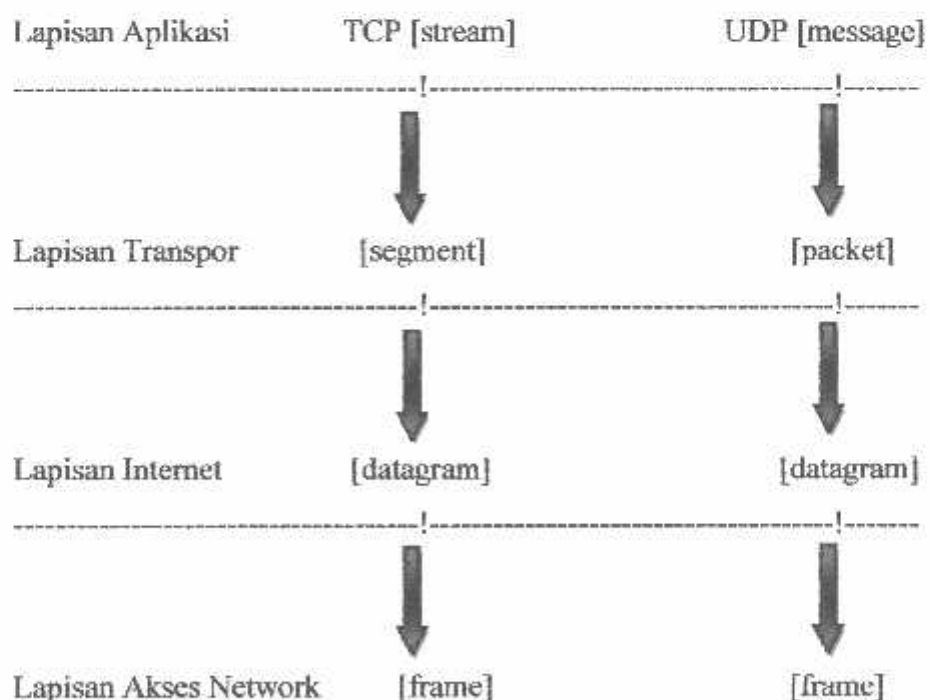 Lapisan Aplikasi TCP [stream] UDP [message]
Lapisan Transpor [segment] [packet]
Lapisan Internet [datagram] [datagram]
Lapisan Akses Network [frame] [frame]